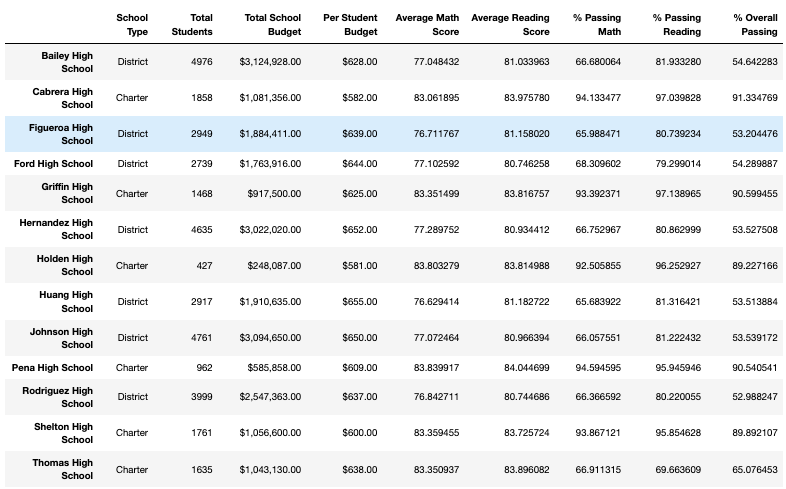 School Type Total Students Total School Budget Per Student Budget Average Math Score Average Reading Score % Passing Math % Passing Reading % Overall Passing
Bailey High School District 4976 $3,124,928.00 $628.00 77.048432 81.033963 66.680064 81.933280 54.642283
Cabrera High School Charter 1858 $1,081,356.00 $582.00 83.061895 83.975780 94.133477 97.039828 91.334769
Figueroa High School District 2949 $1,884,411.00 $639.00 76.711767 81.158020 65.988471 80.739234 53.204476
Ford High School District 2739 $1,763,916.00 $644.00 77.102592 80.746258 68.309602 79.299014 54.289887
Griffin High School Charter 1468 $917,500.00 $625.00 83.351499 83.816757 93.392371 97.138965 90.599455
Hernandez High School District 4635 $3,022,020.00 $652.00 77.289752 80.934412 66.752967 80.862999 53.527508
Holden High School Charter 427 $248,087.00 $581.00 83.803279 83.814988 92.505855 96.252927 89.227166
Huang High School District 2917 $1,910,635.00 $655.00 76.629414 81.182722 65.683922 81.316421 53.513884
Johnson High School District 4761 $3,094,650.00 $650.00 77.072464 80.966394 66.057551 81.222432 53.539172
Pena High School Charter 962 $585,858.00 $609.00 83.839917 84.044699 94.594595 95.945946 90.540541
Rodriguez High School District 3999 $2,547,363.00 $637.00 76.842711 80.744686 66.366592 80.220055 52.988247
Shelton High School Charter 1761 $1,056,600.00 $600.00 83.359455 83.725724 93.867121 95.854628 89.892107
Thomas High School Charter 1635 $1,043,130.00 $638.00 83.350937 83.896082 66.911315 69.663609 65.076453